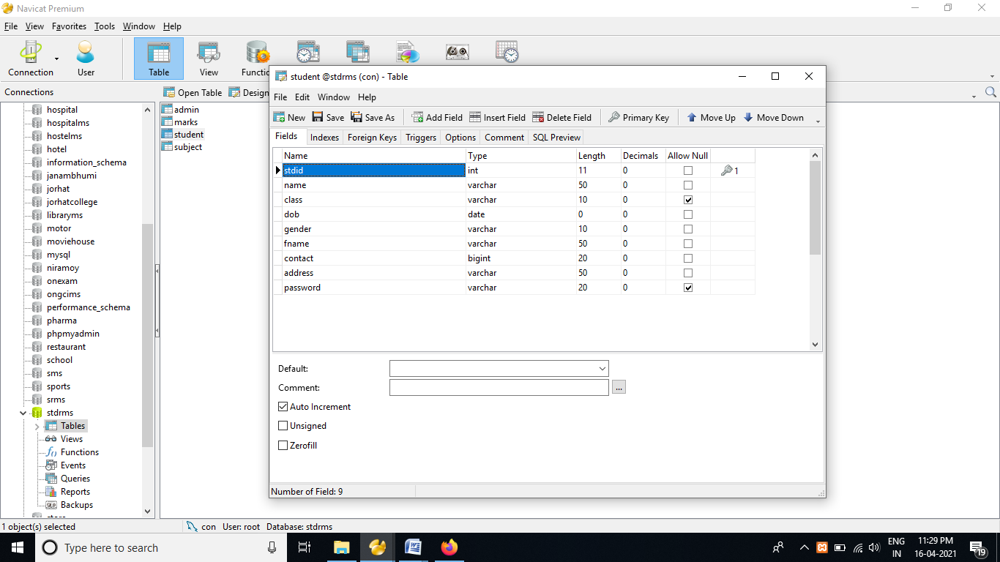 Navicat Premium
File View Favorites Tools Window Help
Connection User Table View Functio
Connections
Open Table Design
hospital
hospitalms
hostelms
hotel
information_schema
janambhumi
jorhat
jorhatcollege
libraryms
motor
moviehouse
mysql
niramoy
onexam
ongcims
performance_schema
pharma
phpmyadmin
restaurant
school
sms
sports
srms
stdrms
Tables
Views
Functions
Events
Queries
Reports
Backups
admin
marks
student
subject
student @stdrms (con) - Table
File Edit Window Help
New Save Save As Add Field Insert Field Delete Field Primary Key Move Up Move Down
Fields Indexes Foreign Keys Triggers Options Comment SQL Preview
Name Type Length Decimals Allow Null
stdid int 11 0 1
name varchar 50 0
class varchar 10 0
dob date 0 0
gender varchar 10 0
fname varchar 50 0
contact bigint 20 0
address varchar 50 0
password varchar 20 0
Default:
Comment: ...
Auto Increment
Unsigned
Zerofill
Number of Field: 9
1 object(s) selected con User: root Database: stdrms
Type here to search
ENG
IN
11:29 PM
16-04-2021
19